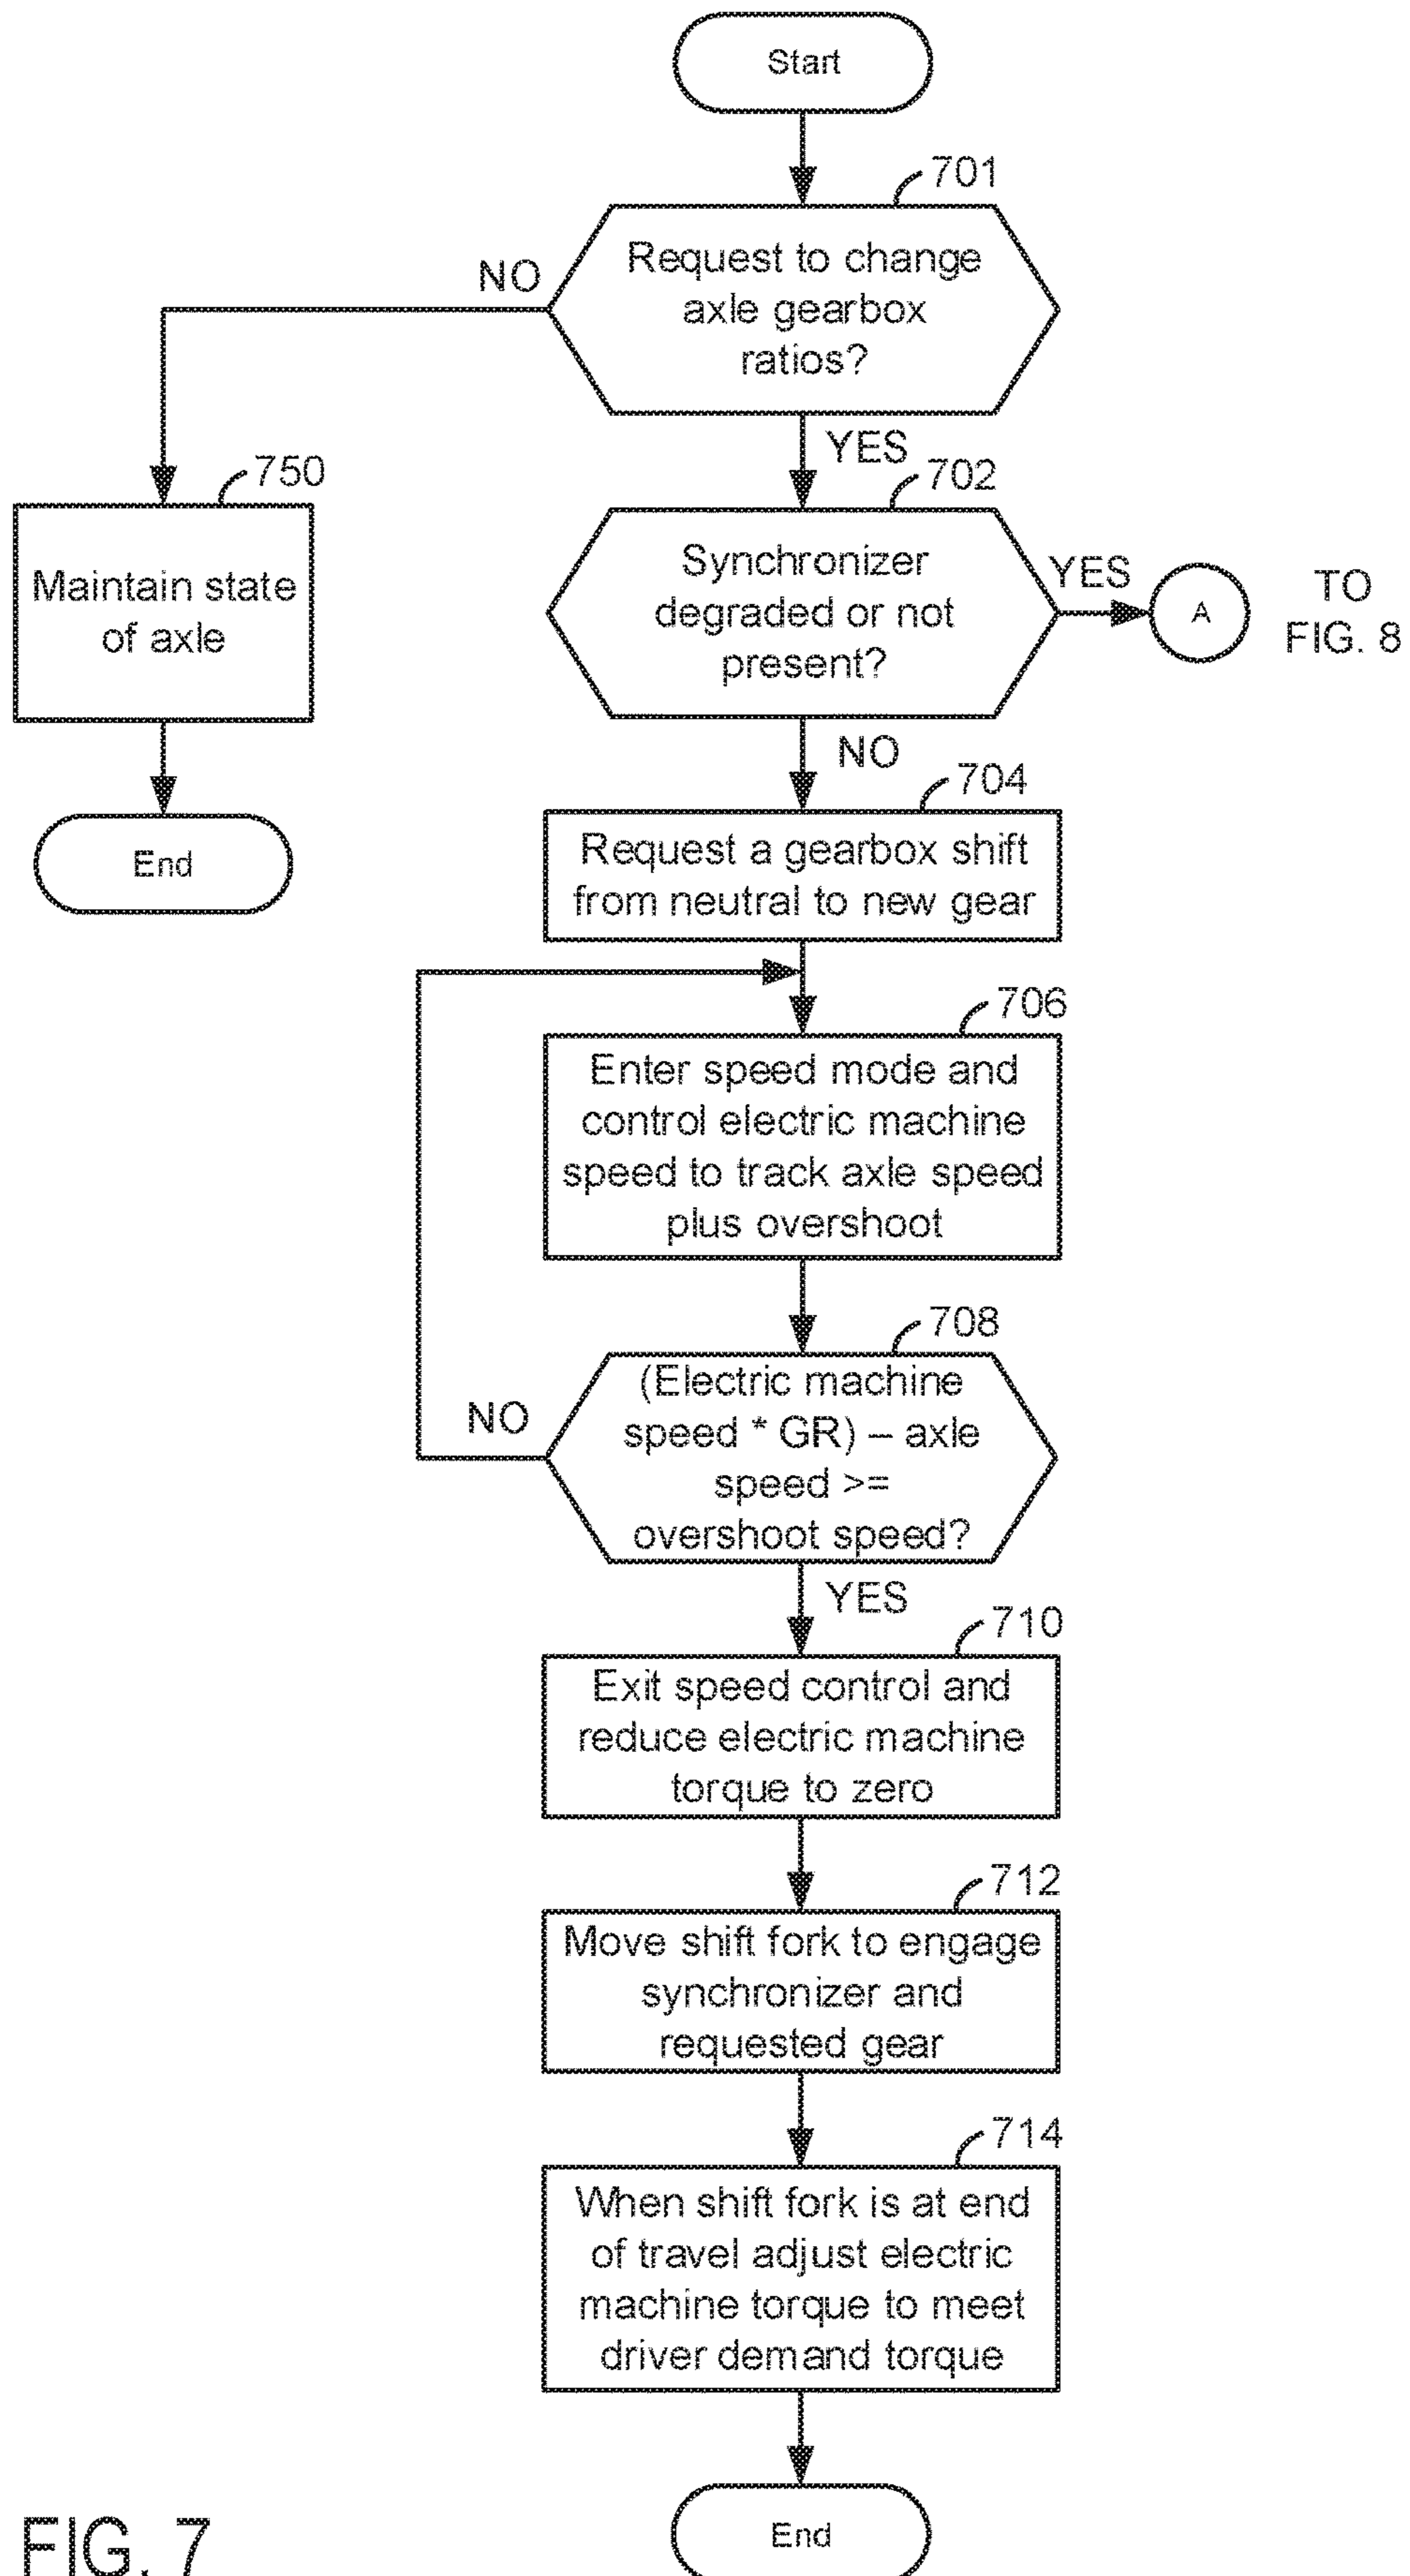 Start
701
Request to change
axle gearbox
ratios?
NO
YES
750
Maintain state
of axle
End
702
Synchronizer
degraded or not
present?
YES
A
TO
FIG. 8
NO
704
Request a gearbox shift
from neutral to new gear
706
Enter speed mode and
control electric machine
speed to track axle speed
plus overshoot
708
(Electric machine
speed * GR) – axle
speed >=
overshoot speed?
NO
YES
710
Exit speed control and
reduce electric machine
torque to zero
712
Move shift fork to engage
synchronizer and
requested gear
714
When shift fork is at end
of travel adjust electric
machine torque to meet
driver demand torque
End
FIG. 7